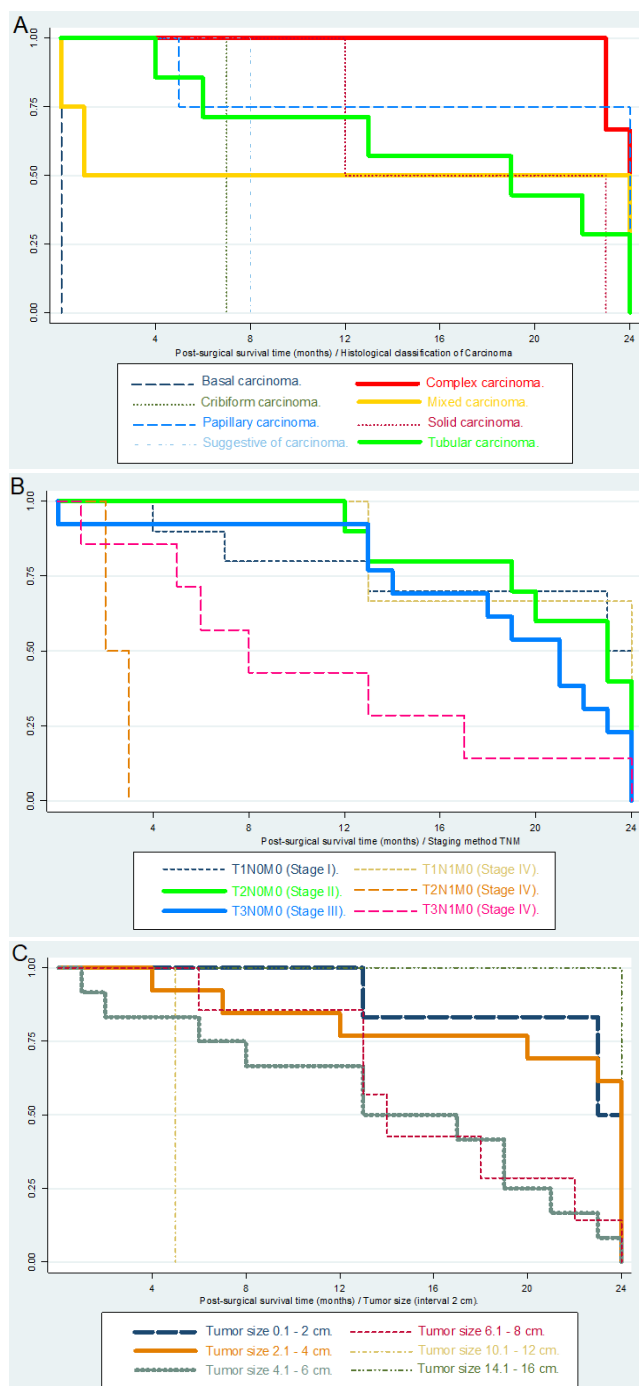 A
1.00
0.75
0.50
0.25
0.00
4 8 12 16 20 24
Post-surgical survival time (months) / Histological classification of Carcinoma
Basal carcinoma. Complex carcinoma.
Cribiform carcinoma. Mixed carcinoma.
Papillary carcinoma. Solid carcinoma.
Suggestive of carcinoma. Tubular carcinoma.
B
1.00
0.75
0.50
0.25
0.00
4 8 12 16 20 24
Post-surgical survival time (months) / Staging method TNM
T1N0M0 (Stage I). T1N1M0 (Stage IV).
T2N0M0 (Stage II). T2N1M0 (Stage IV).
T3N0M0 (Stage III). T3N1M0 (Stage IV).
C
1.00
0.75
0.50
0.25
0.00
4 8 12 16 20 24
Post-surgical survival time (months) / Tumor size (interval 2 cm).
Tumor size 0.1 - 2 cm. Tumor size 6.1 - 8 cm.
Tumor size 2.1 - 4 cm. Tumor size 10.1 - 12 cm.
Tumor size 4.1 - 6 cm. Tumor size 14.1 - 16 cm.